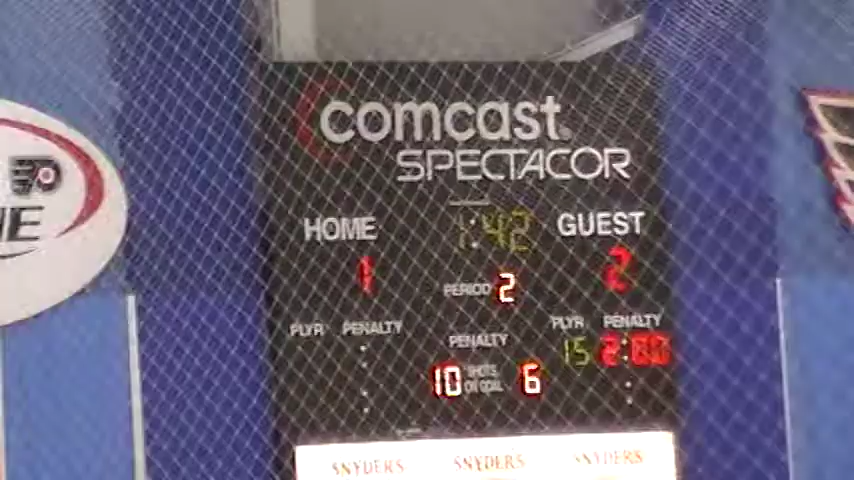 comcast.
SPECTACOR
HOME 1:42 GUEST
1 PERIOD 2 2
PLYR PENALTY PENALTY PLYR PENALTY
15 2:00
10 SHOTS ON GOAL 6
SNYDERS SNYDERS SNYDERS